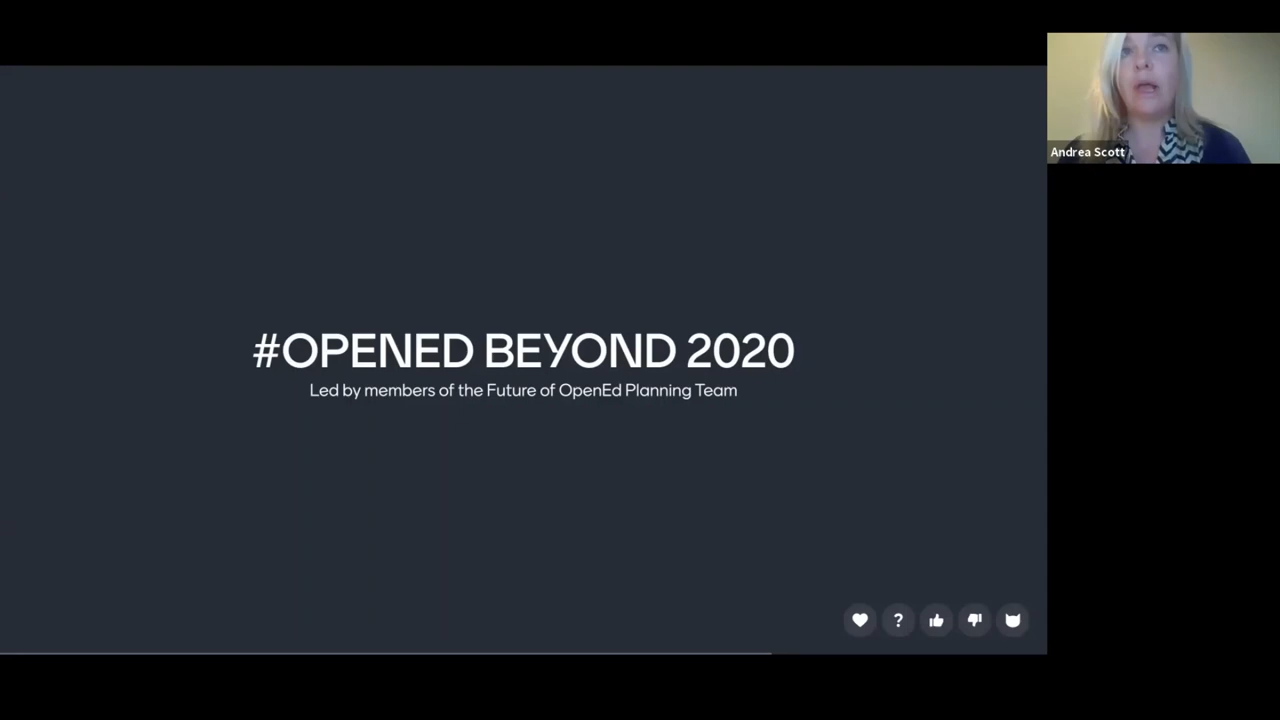 #OPENED BEYOND 2020
Led by members of the Future of OpenEd Planning Team
Andrea Scott
?